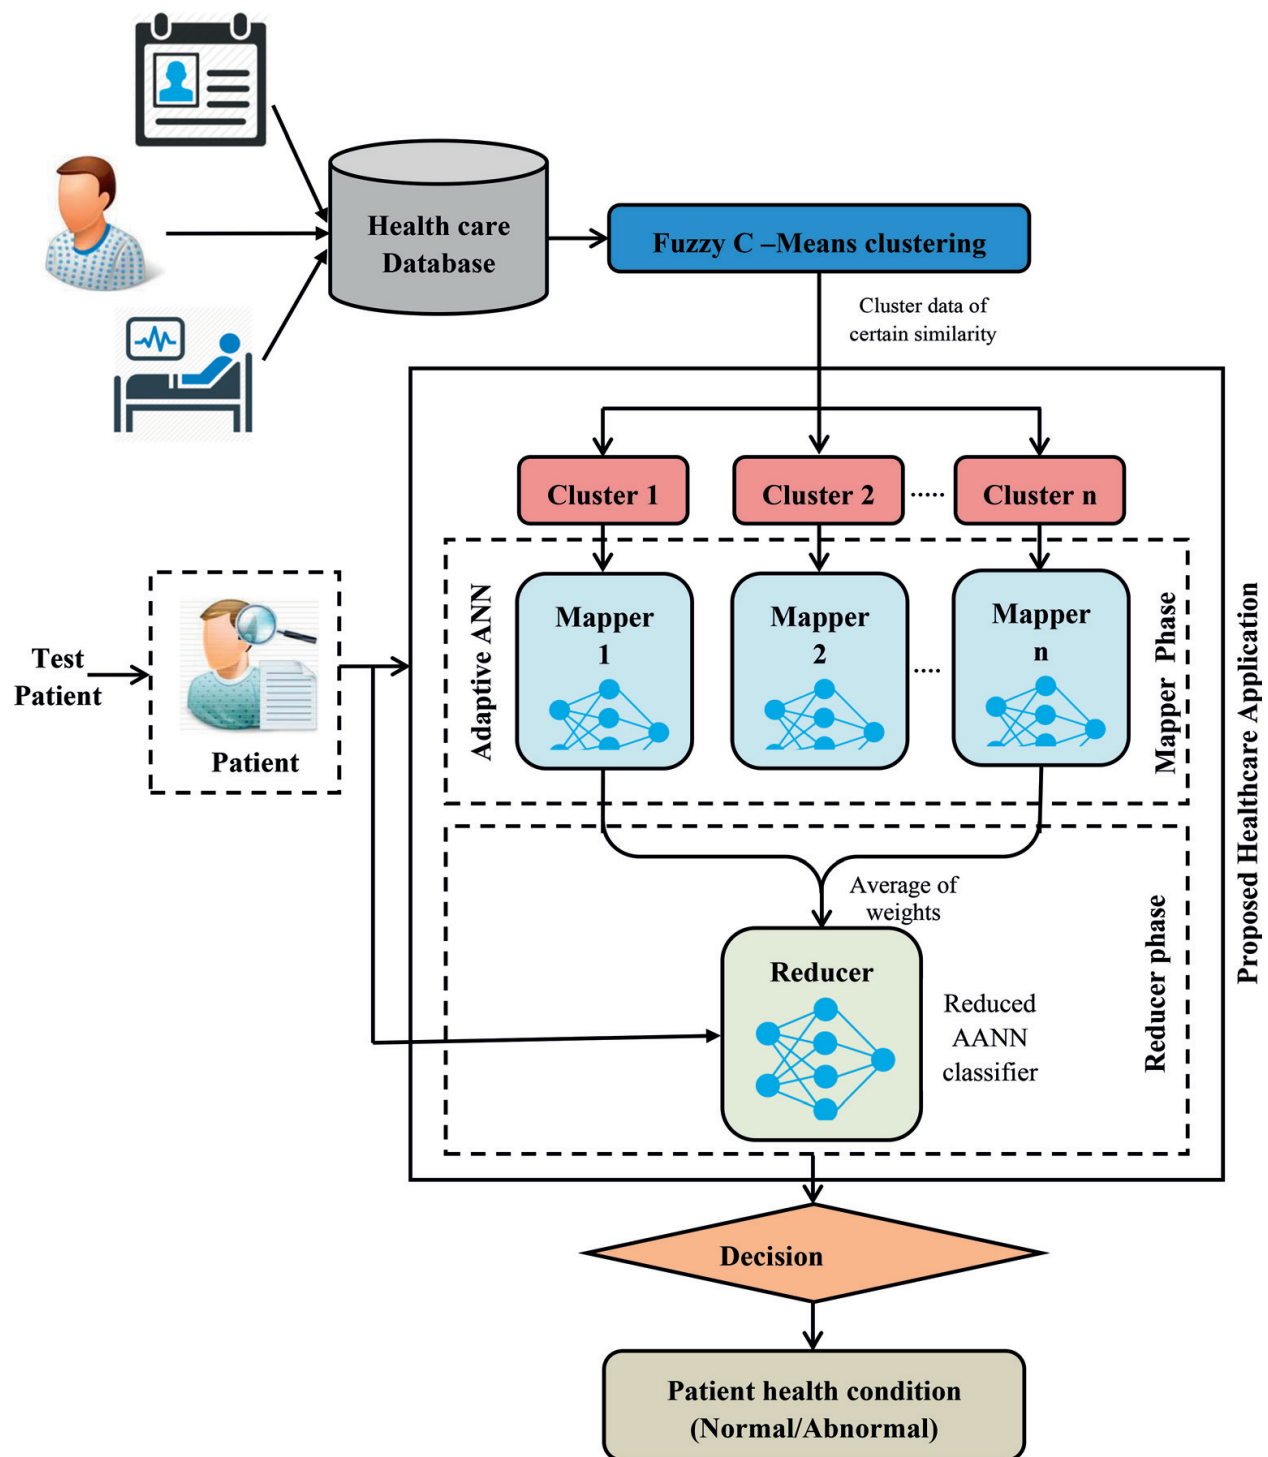 Health care
Database
Fuzzy C –Means clustering
Cluster data of
certain similarity
Cluster 1
Cluster 2
.....
Cluster n
Adaptive ANN
Mapper
1
Mapper
2
....
Mapper
n
Mapper Phase
Test
Patient
Patient
Proposed Healthcare Application
Average of
weights
Reducer
Reduced
AANN
classifier
Reducer phase
Decision
Patient health condition
(Normal/Abnormal)